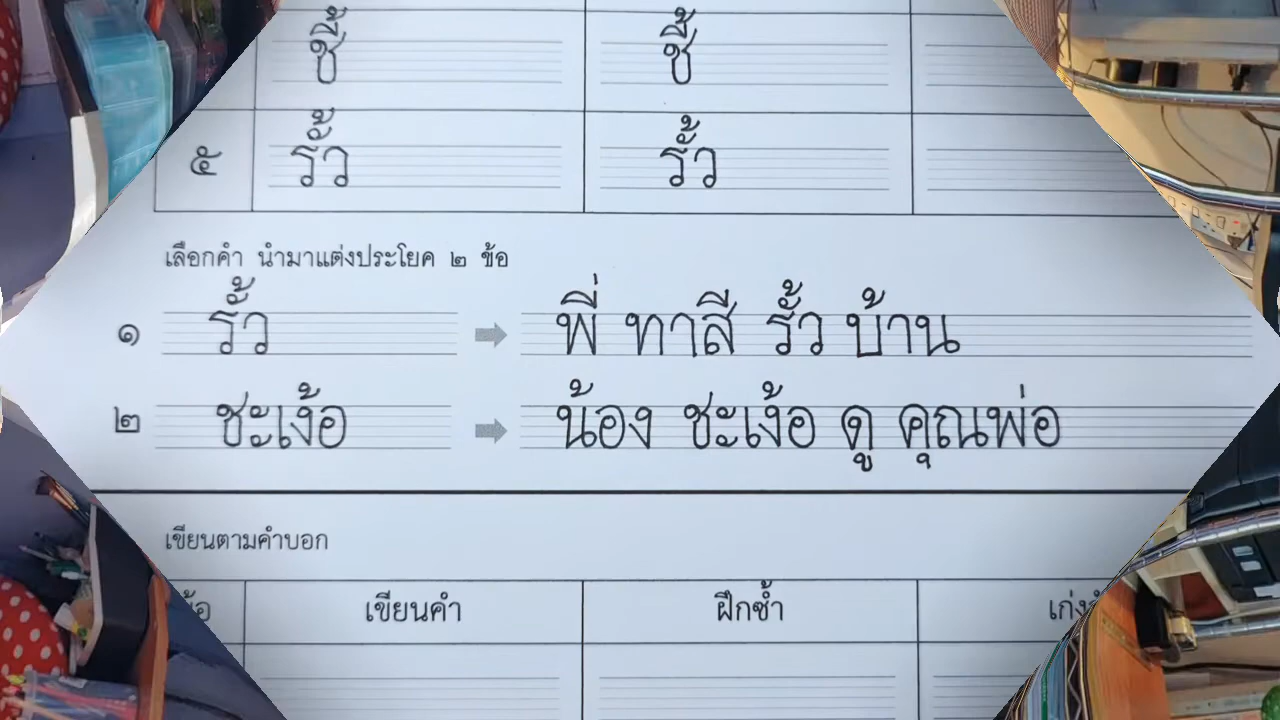 ชี้ ชี้
๕ รั้ว รั้ว
เลือกคำ นำมาแต่งประโยค ๒ ข้อ
๑ รั้ว พี่ ทาสี รั้ว บ้าน
๒ ชะเง้อ น้อง ชะเง้อ ดู คุณพ่อ
เขียนตามคำบอก
เขียนคำ ฝึกซ้ำ